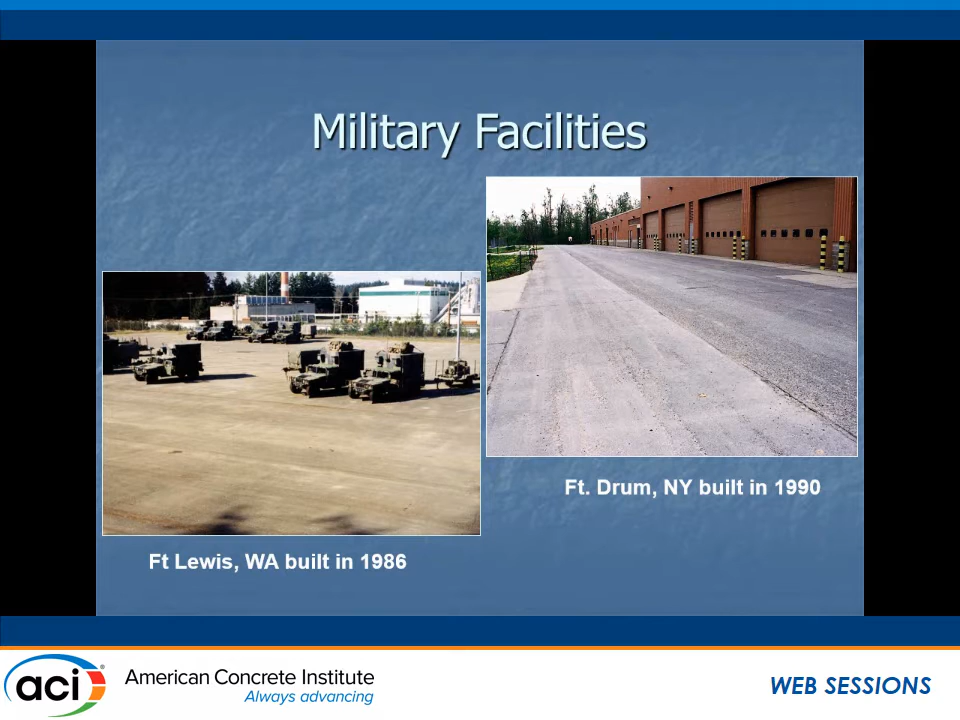 Military Facilities
Ft. Drum, NY built in 1990
Ft Lewis, WA built in 1986
aci
®
American Concrete Institute
Always advancing
WEB SESSIONS